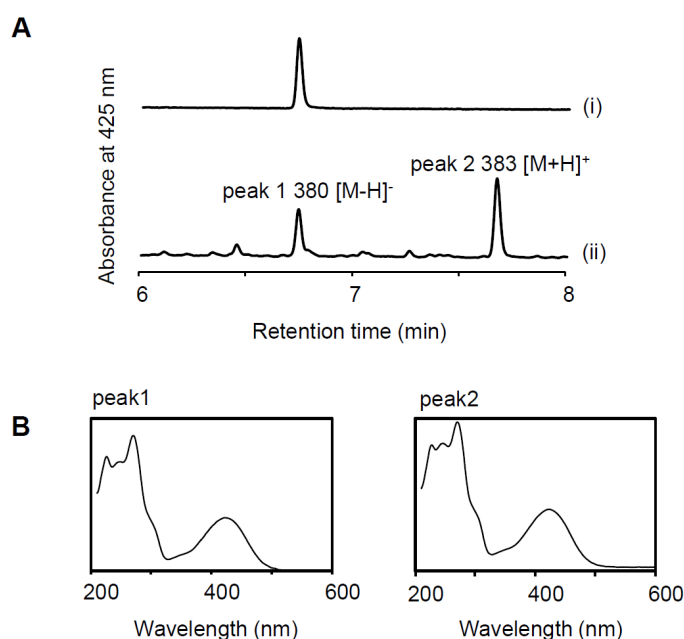 A
Absorbance at 425 nm
(i)
peak 2 383 [M+H]+
peak 1 380 [M-H]-
(ii)
6 7 8
Retention time (min)
B
peak1 peak2
200 400 600 200 400 600
Wavelength (nm) Wavelength (nm)